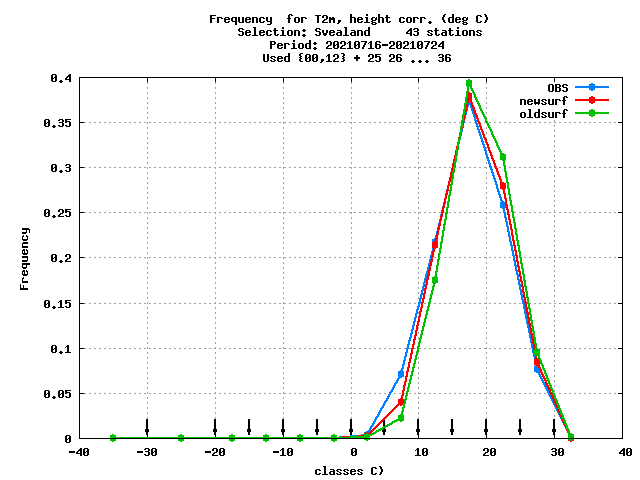 Frequency  for T2m, height corr. (deg C)
Selection: Svealand     43 stations
Period: 20210716-20210724
Used {00,12} + 25 26 ... 36
OBS
newsurf
oldsurf
0.4
0.35
0.3
0.25
0.2
0.15
0.1
0.05
0
Frequency
-40 -30 -20 -10 0 10 20 30 40
classes C)